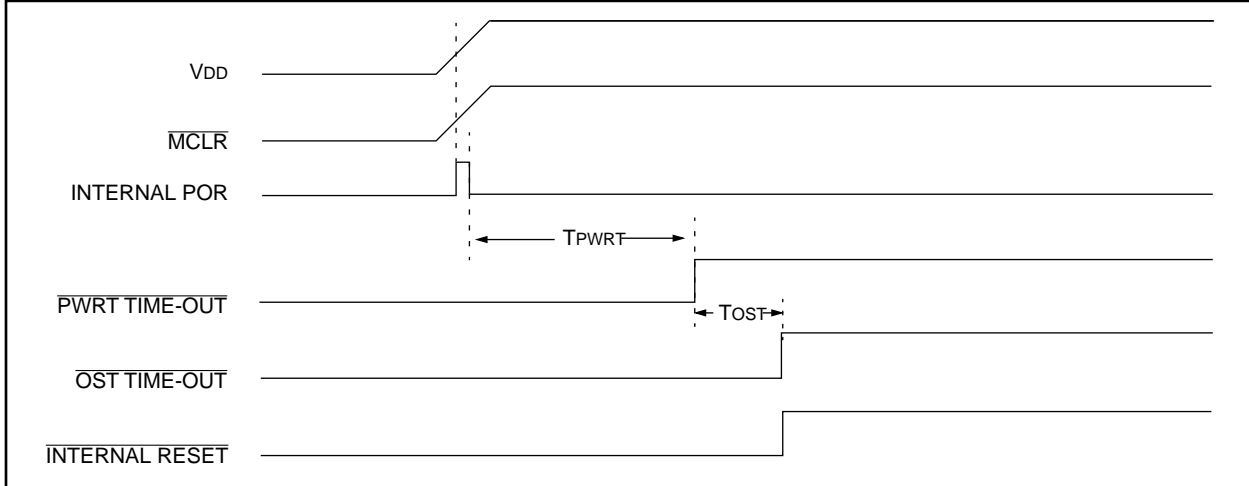 VDD
MCLR
INTERNAL POR
TPWRT
PWRT TIME-OUT
TOST
OST TIME-OUT
INTERNAL RESET